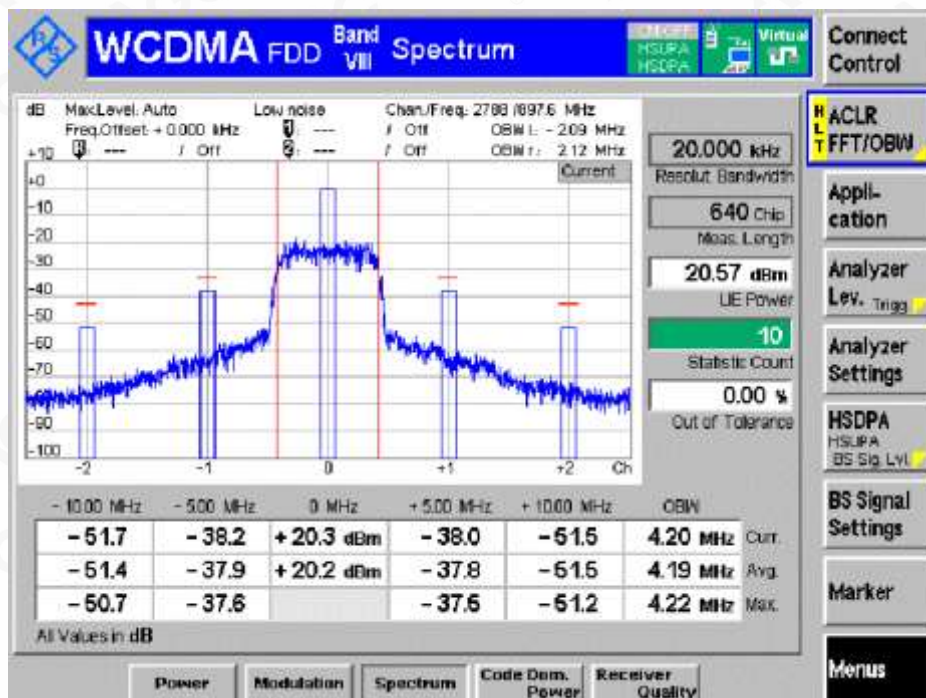 WCDMA FDD Band VIII Spectrum
HSUPA
HSDPA
Virtual
Connect Control
dB Max.Level: Auto Low noise Chan./Freq.: 2788 /897.6 MHz
Freq.Offset: + 0.000 kHz 1: --- / Off OBW l: - 2.09 MHz
R: --- / Off 2: --- / Off OBW r: 2.12 MHz
Current
+10
+0
-10
-20
-30
-40
-50
-60
-70
-90
-100
-2 -1 0 +1 +2 Ch
20.000 kHz
Resolut. Bandwidth
640 Chip
Meas. Length
20.57 dBm
UE Power
10
Statistic Count
0.00 %
Out of Tolerance
HLT
ACLR
FFT/OBW
Appli-
cation
Analyzer
Lev. Trigg
Analyzer
Settings
HSDPA
HSUPA
BS Sig. Lvl.
BS Signal
Settings
Marker
Menus
- 10.00 MHz - 5.00 MHz 0 MHz + 5.00 MHz + 10.00 MHz OBW
- 51.7 - 38.2 + 20.3 dBm - 38.0 - 51.5 4.20 MHz Curr.
- 51.4 - 37.9 + 20.2 dBm - 37.8 - 51.5 4.19 MHz Avg.
- 50.7 - 37.6 - 37.5 - 51.2 4.22 MHz Max.
All Values in dB
Power
Modulation
Spectrum
Code Dom.
Power
Receiver
Quality